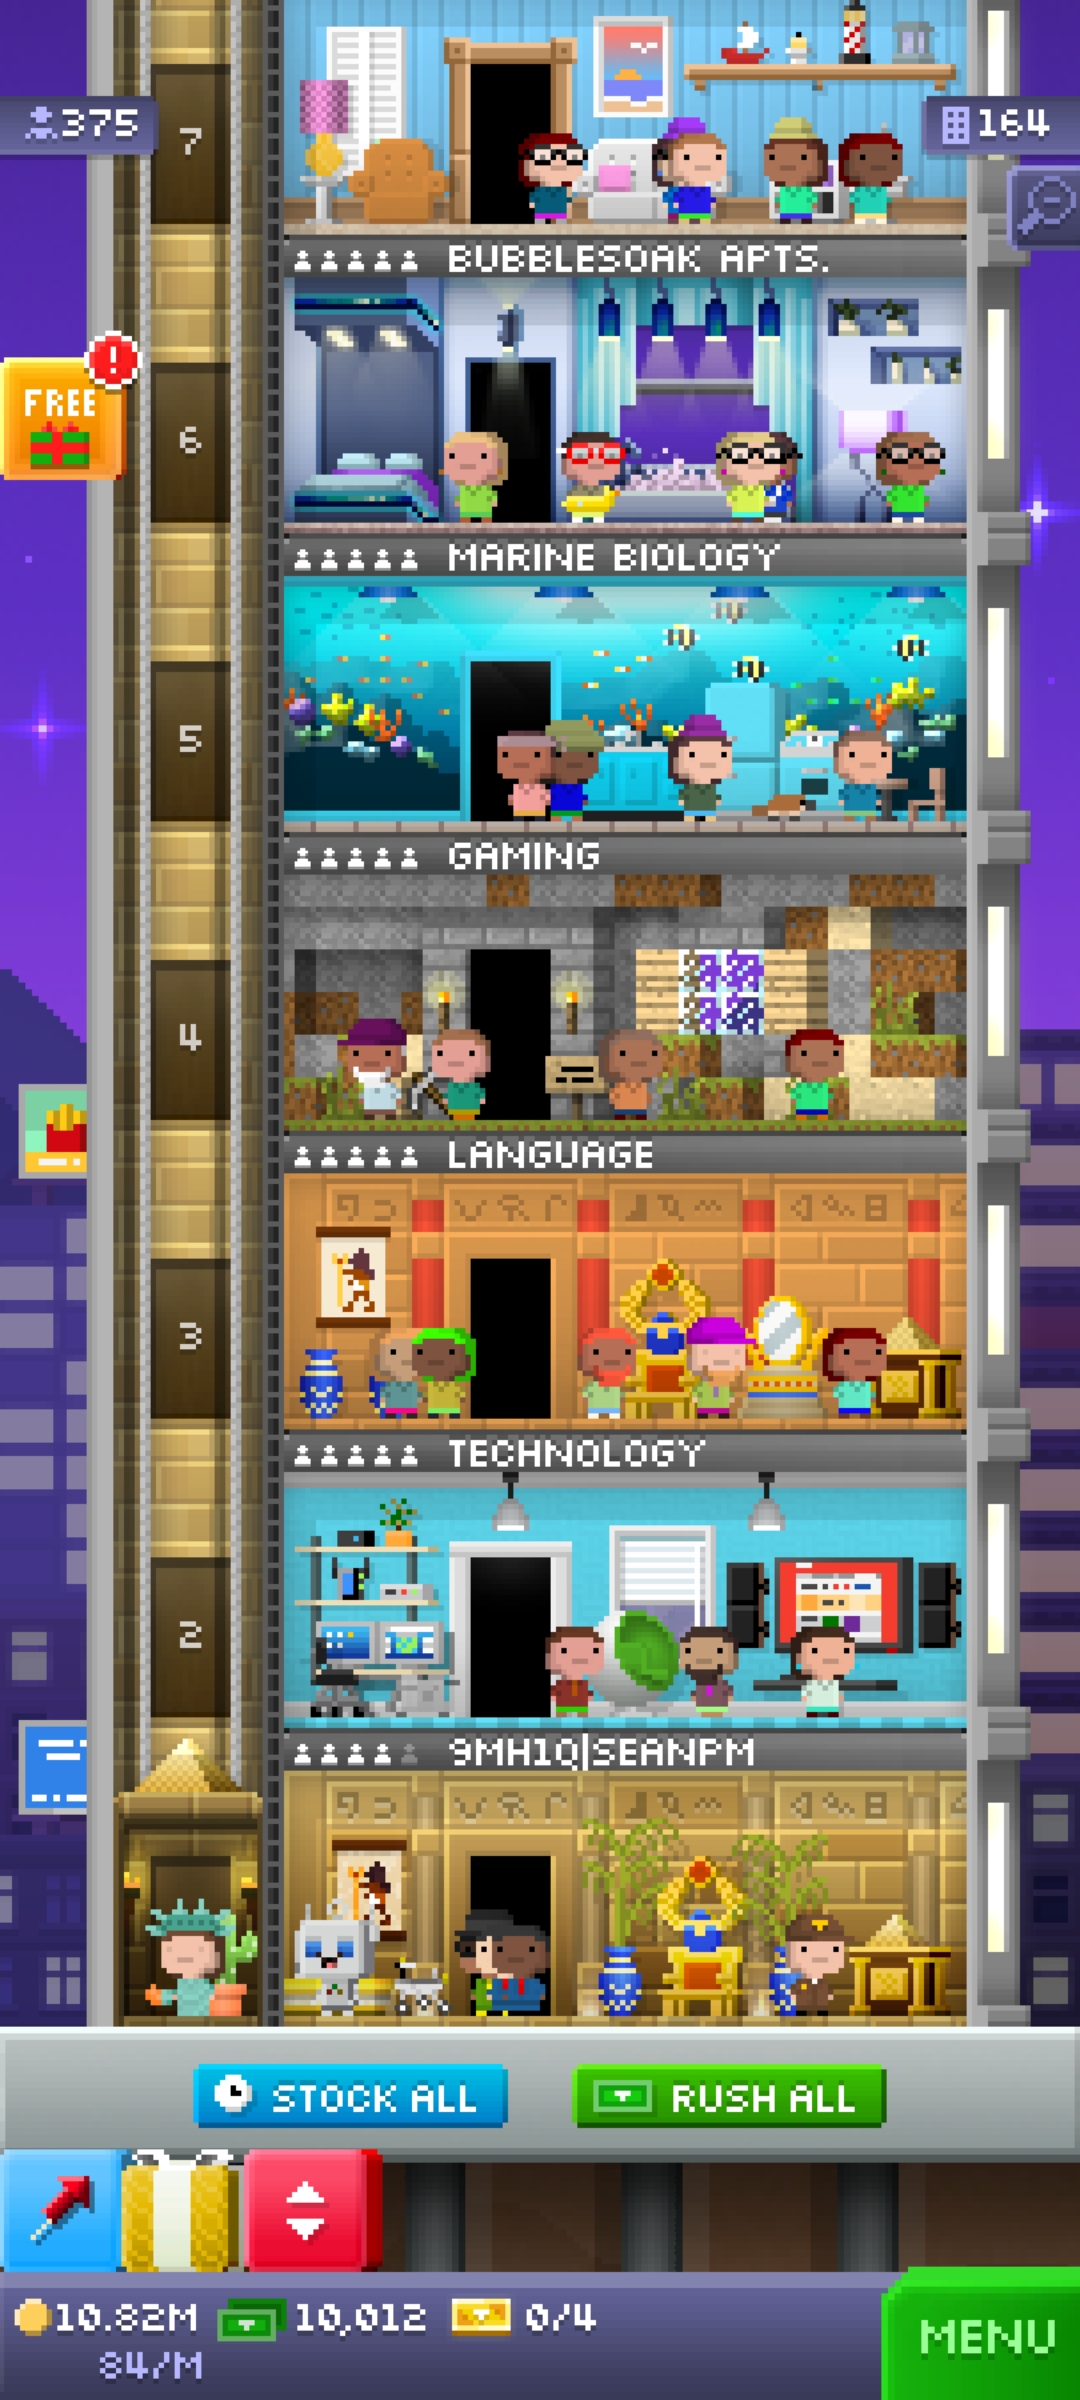 375
7
164
BUBBLESOAK APTS.
FREE
!
6
MARINE BIOLOGY
5
GAMING
4
LANGUAGE
3
TECHNOLOGY
2
9MH1Q|SEANPM
STOCK ALL
RUSH ALL
10.82M
10,012
0/4
84/M
MENU